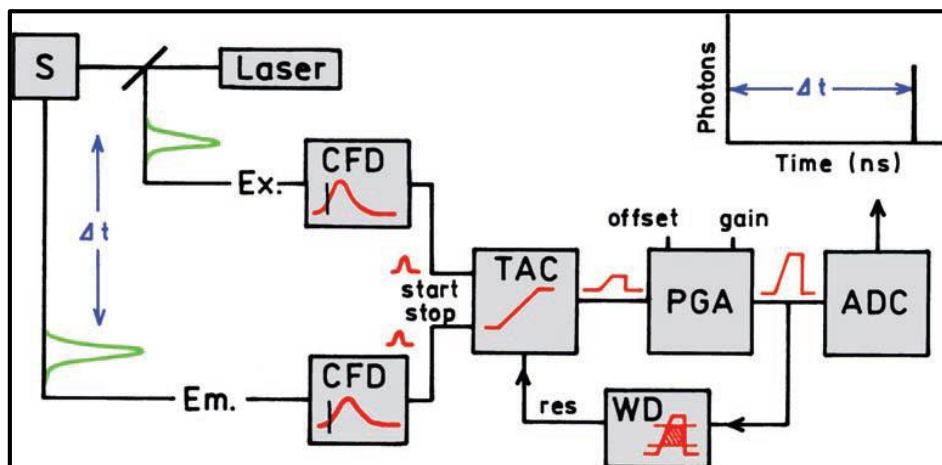 S
Laser
Photons
Δt
Time (ns)
Ex.
CFD
Δt
offset
gain
TAC
start
stop
PGA
ADC
Em.
CFD
res
WD